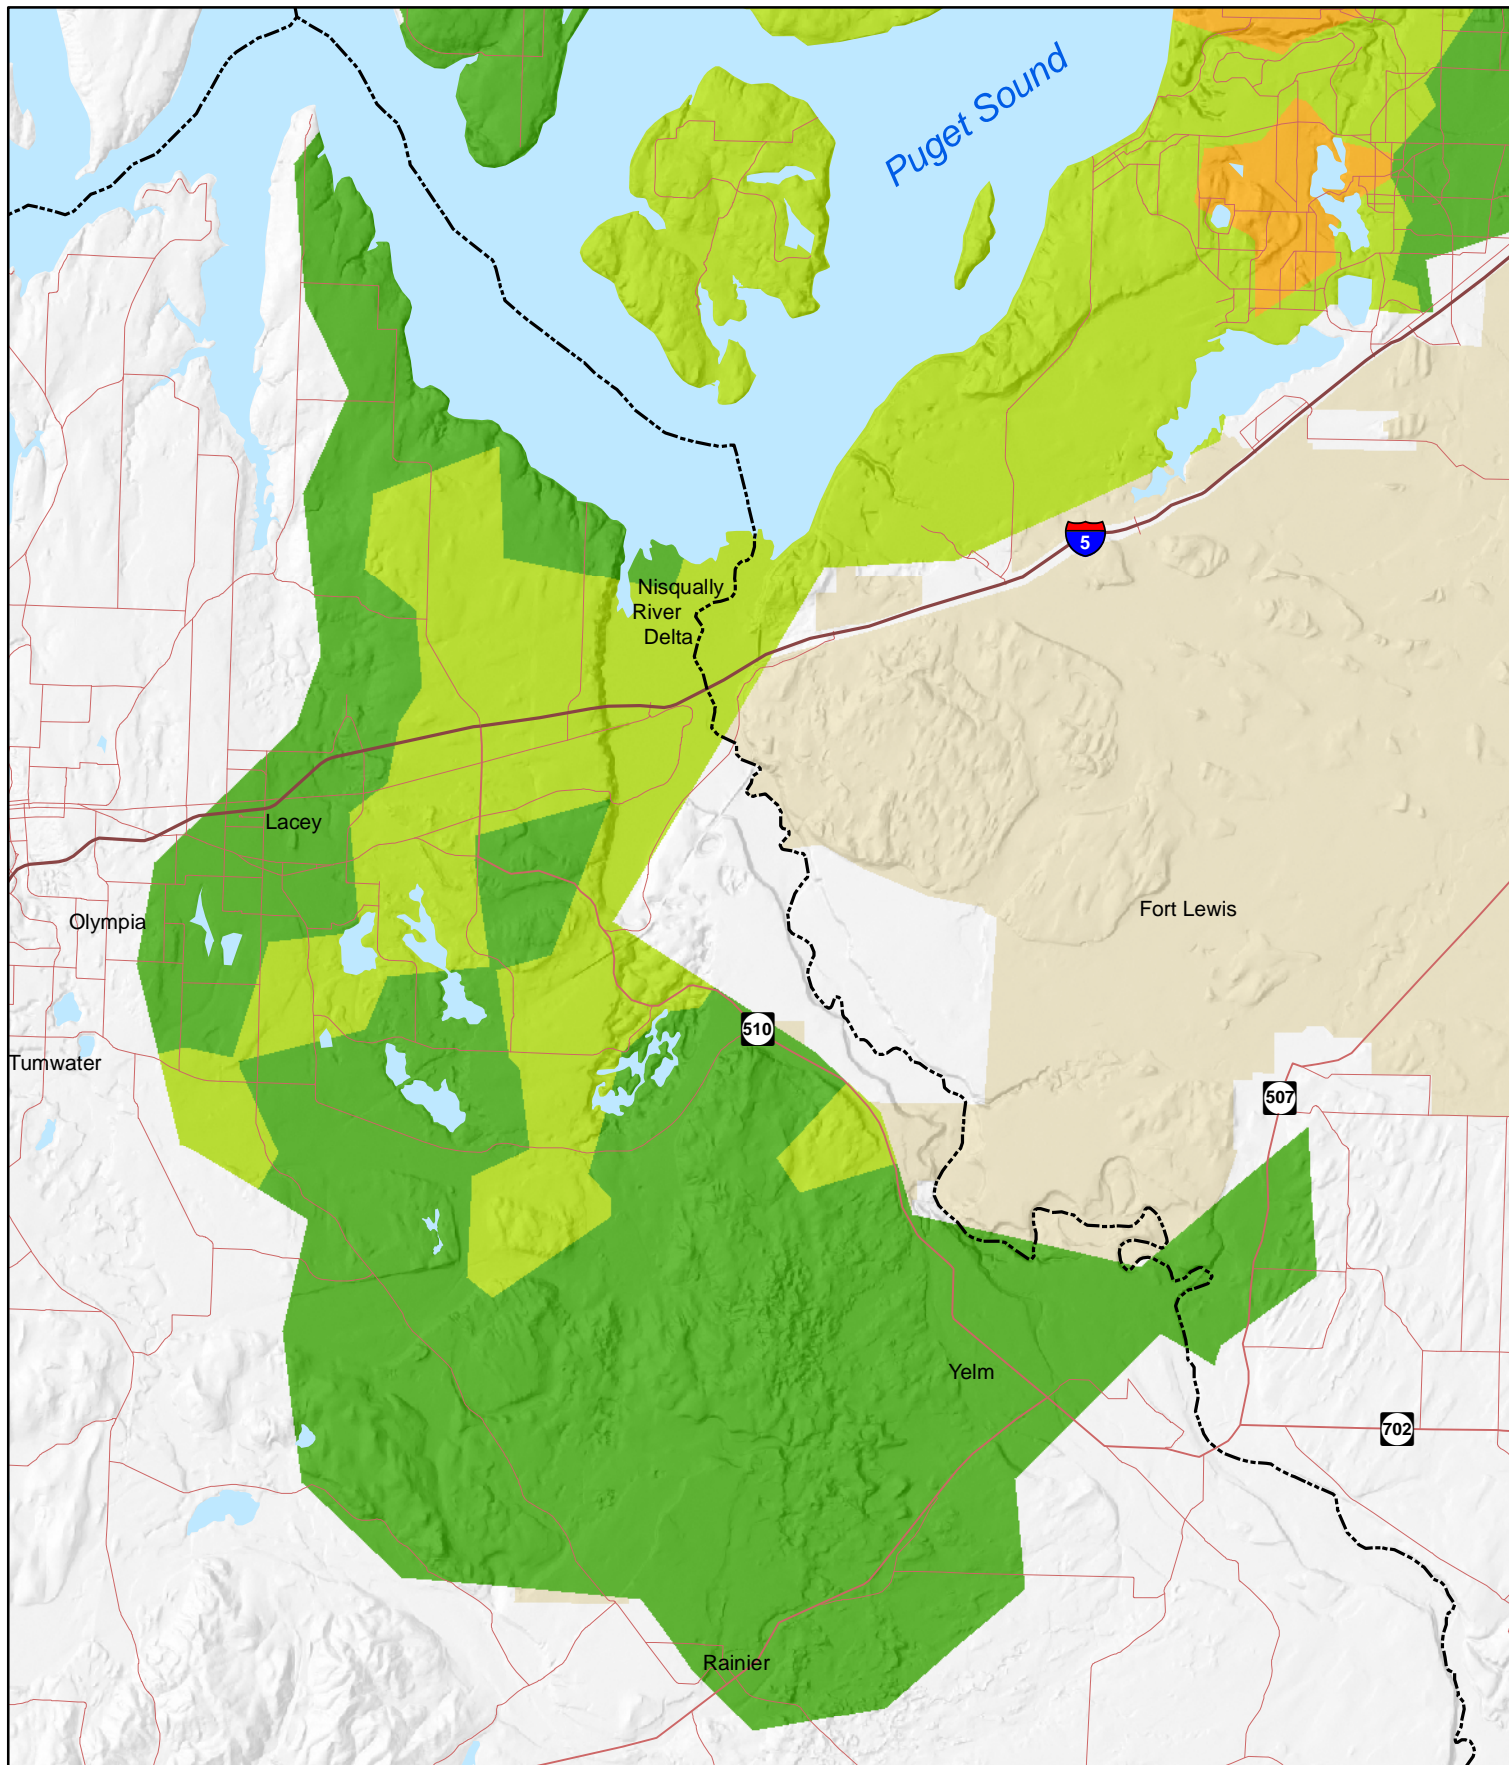 Puget Sound
5
Nisqually
River
Delta
Lacey
Olympia
Fort Lewis
510
Tumwater
507
Yelm
702
Rainier